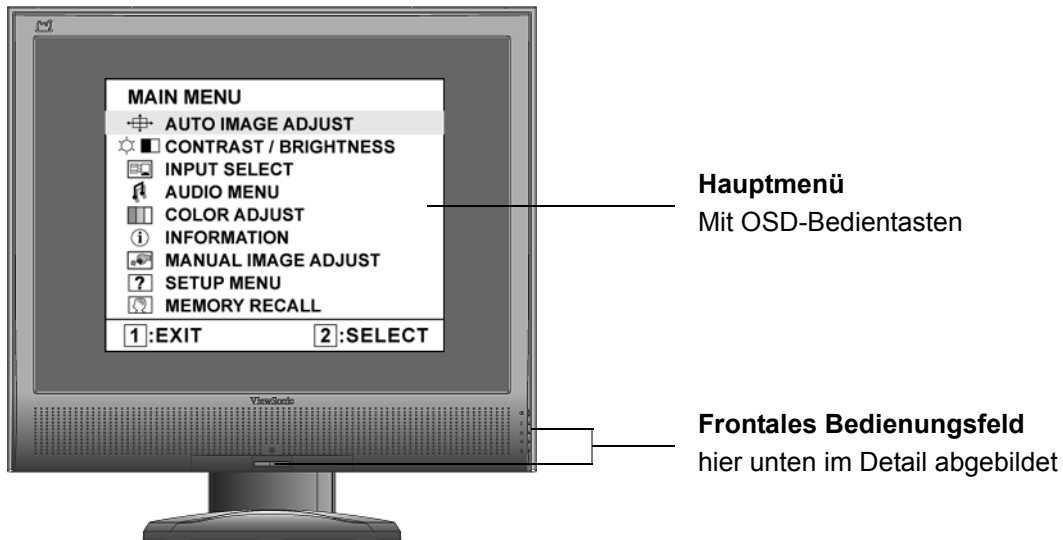 MAIN MENU
AUTO IMAGE ADJUST
CONTRAST / BRIGHTNESS
INPUT SELECT
AUDIO MENU
COLOR ADJUST
INFORMATION
MANUAL IMAGE ADJUST
SETUP MENU
MEMORY RECALL
1:EXIT 2:SELECT
ViewSonic
Hauptmenü
Mit OSD-Bedientasten
Frontales Bedienungsfeld
hier unten im Detail abgebildet